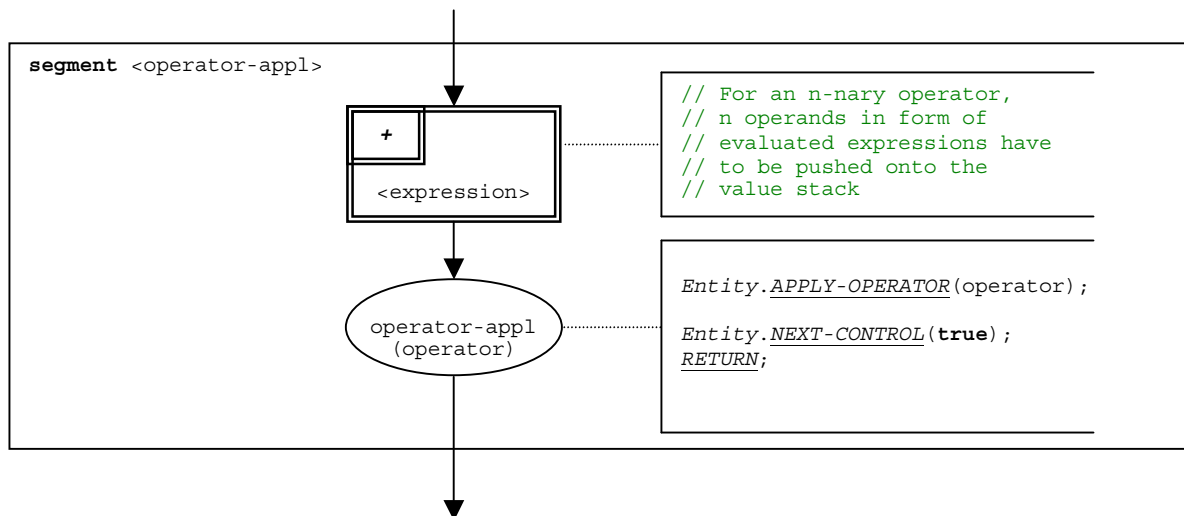 segment <operator-appl>
+
<expression>
// For an n-nary operator,
// n operands in form of
// evaluated expressions have
// to be pushed onto the
// value stack
operator-appl
(operator)
Entity.APPLY-OPERATOR(operator);
Entity.NEXT-CONTROL(true);
RETURN;